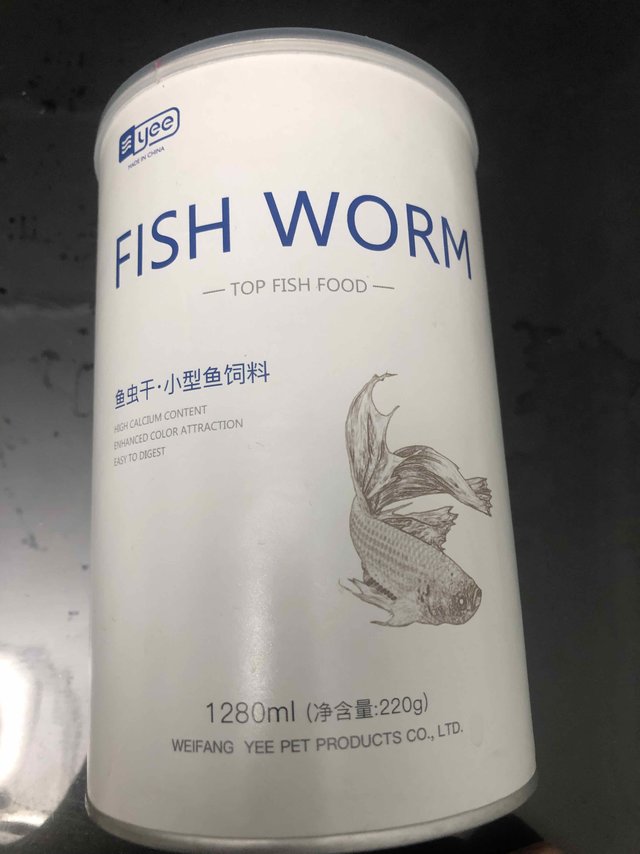 yee
MADE IN CHINA
FISH WORM
— TOP FISH FOOD —
鱼虫干·小型鱼饲料
HIGH CALCIUM CONTENT
ENHANCED COLOR ATTRACTION
EASY TO DIGEST
1280ml (净含量:220g)
WEIFANG YEE PET PRODUCTS CO., LTD.